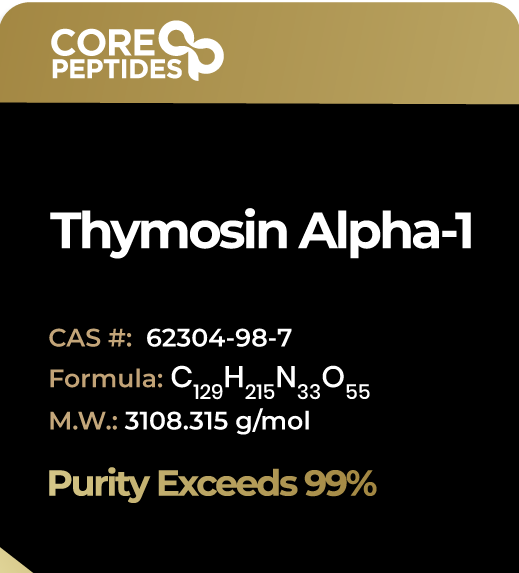 CORE
PEPTIDES
Thymosin Alpha-1
CAS #: 62304-98-7
Formula: C₁₂₉H₂₁₅N₃₃O₅₅
M.W.: 3108.315 g/mol
Purity Exceeds 99%